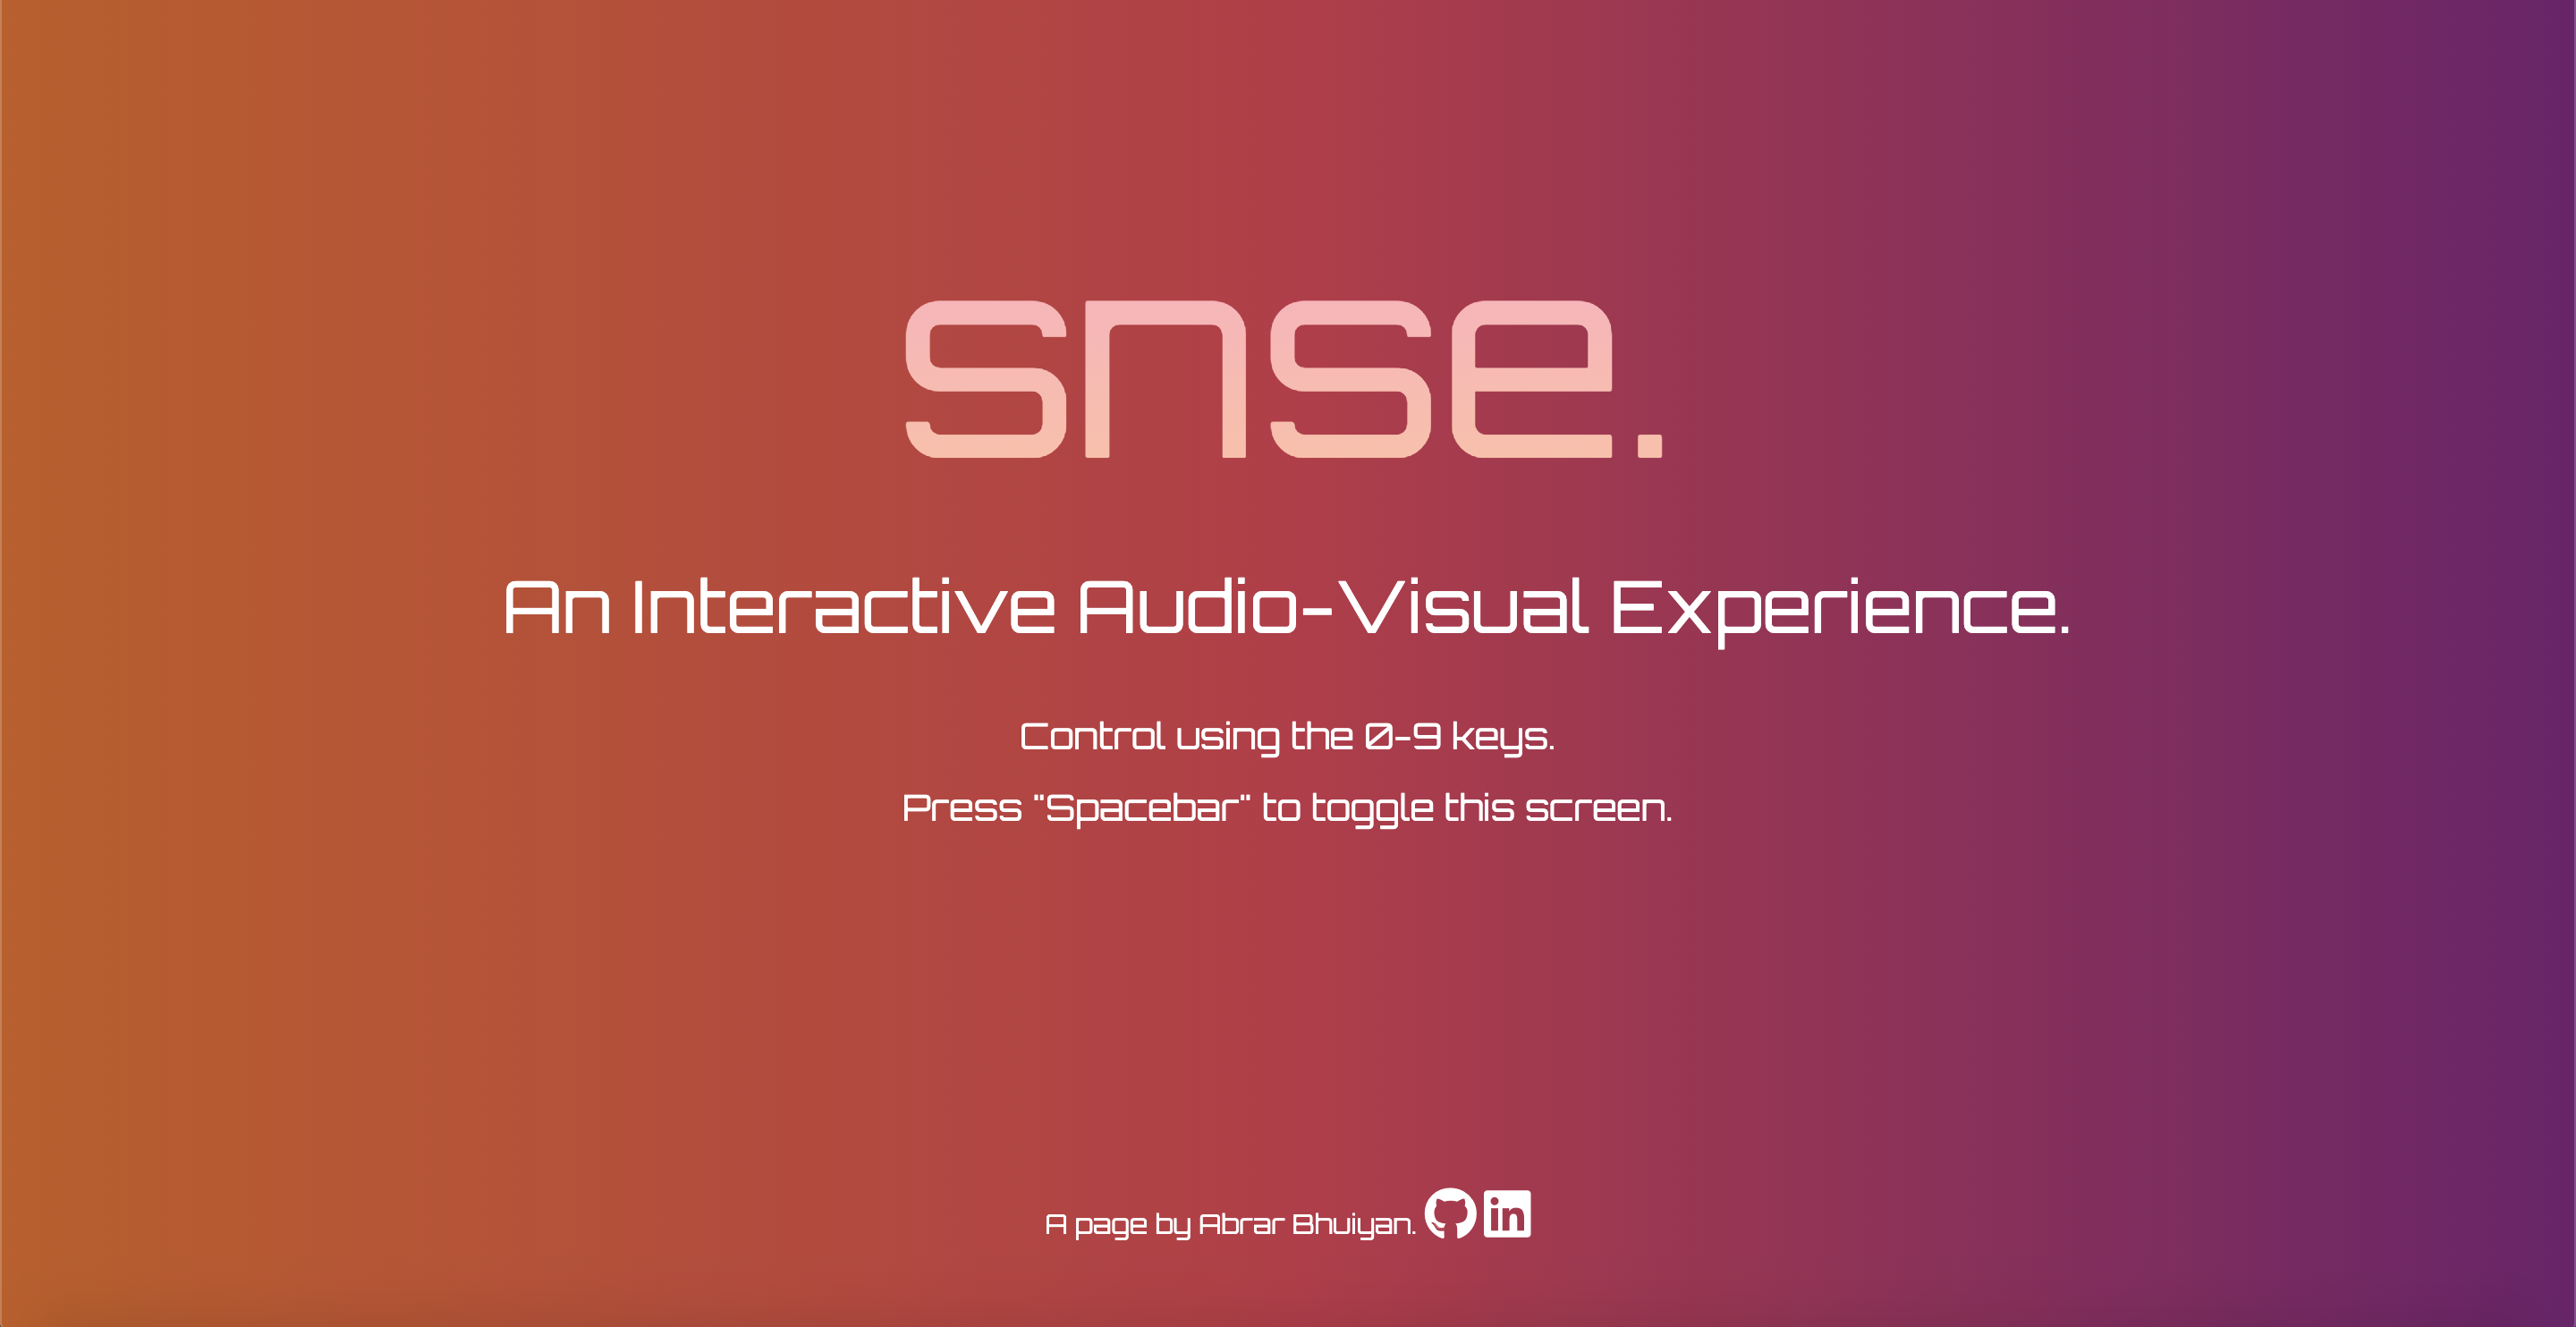 snse.
An Interactive Audio-Visual Experience.
Control using the 0-9 keys.
Press "Spacebar" to toggle this screen.
A page by Abrar Bhuiyan. in